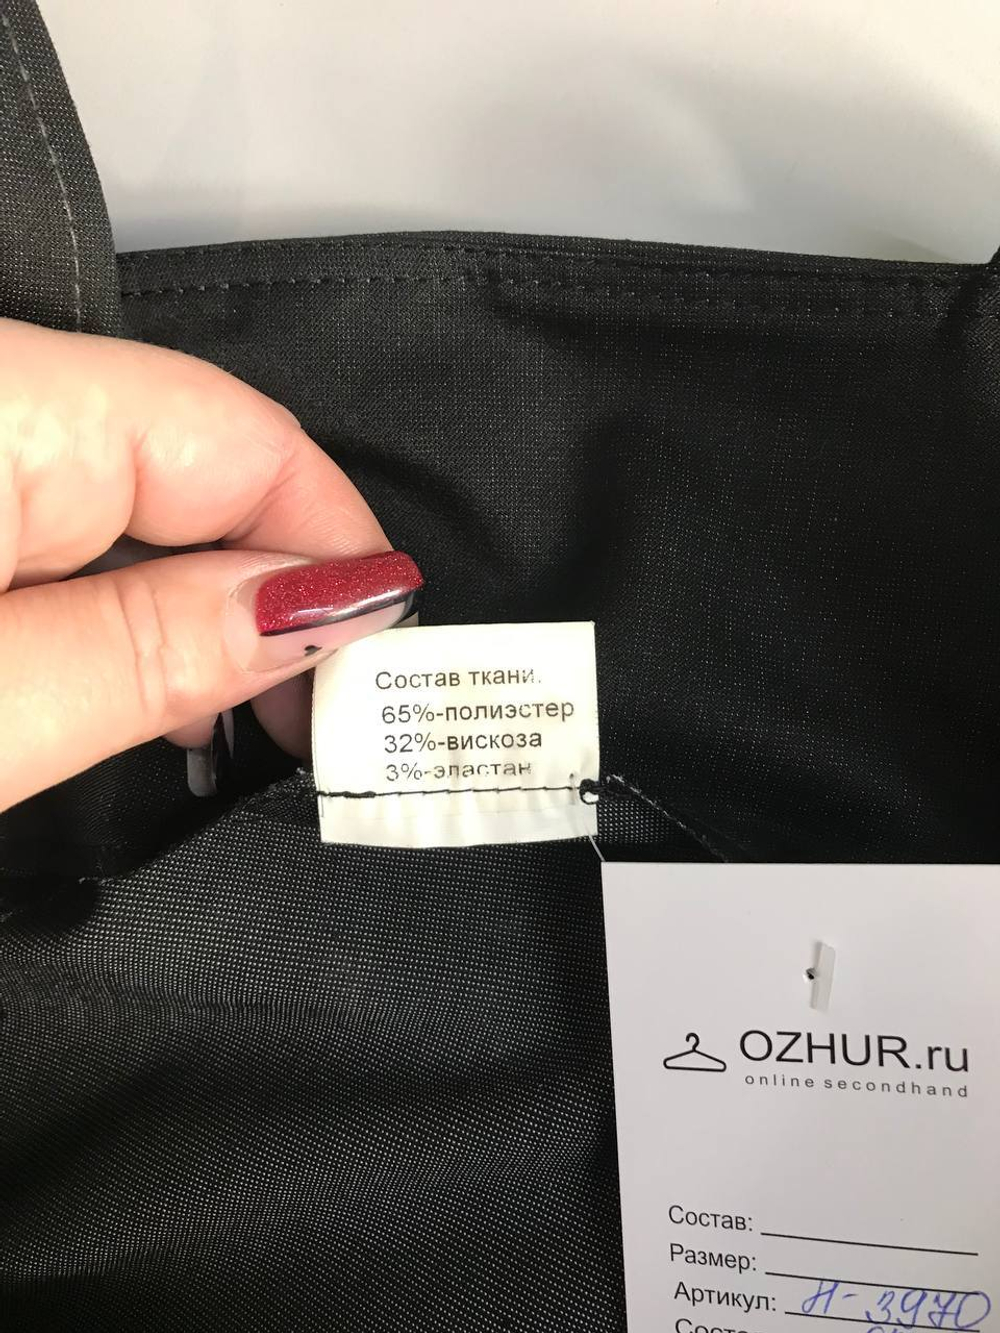 Состав ткани.
65%-полиэстер
32%-вискоза
3%-эластан
OZHUR.ru
online secondhand
Состав:
Размер:
Артикул: Н-3970